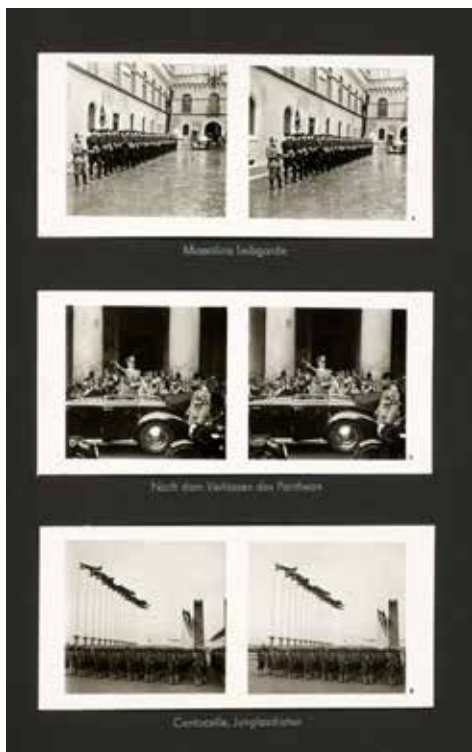 Mussolinis Leibgarde
Nach dem Verlassen des Pantheon
Centocelle, Jungfaschisten